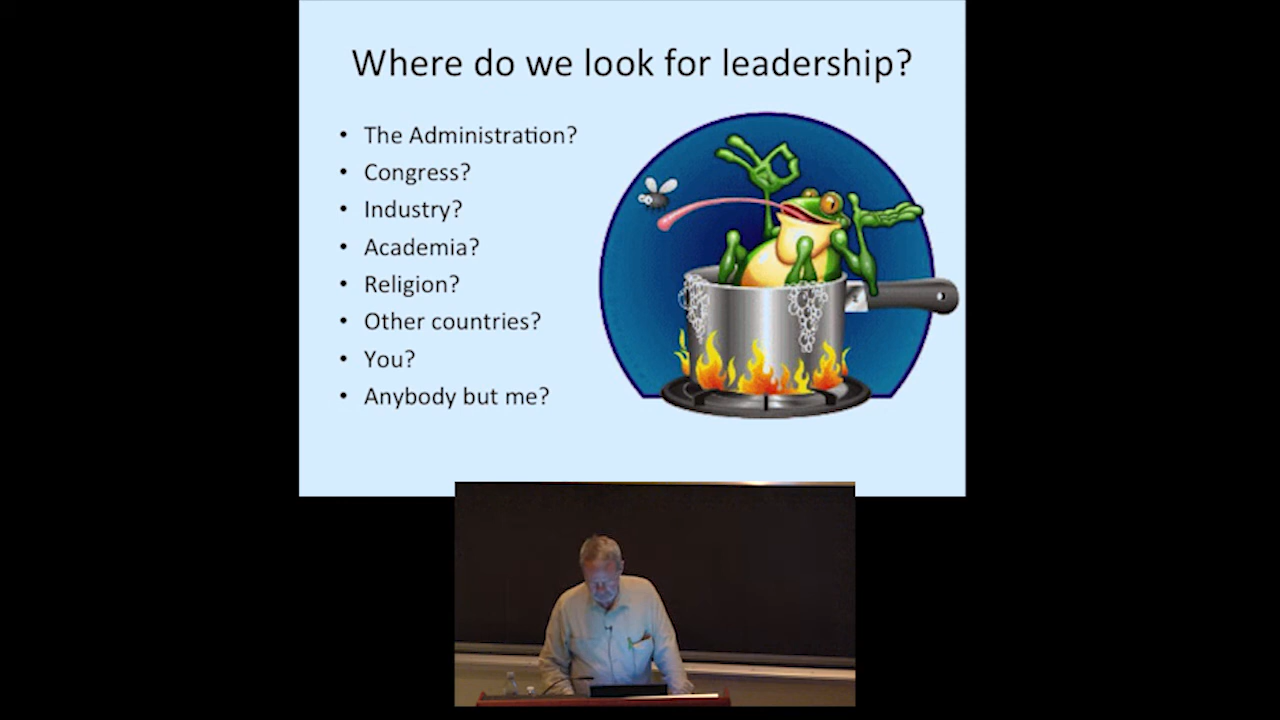 Where do we look for leadership?
• The Administration?
• Congress?
• Industry?
• Academia?
• Religion?
• Other countries?
• You?
• Anybody but me?